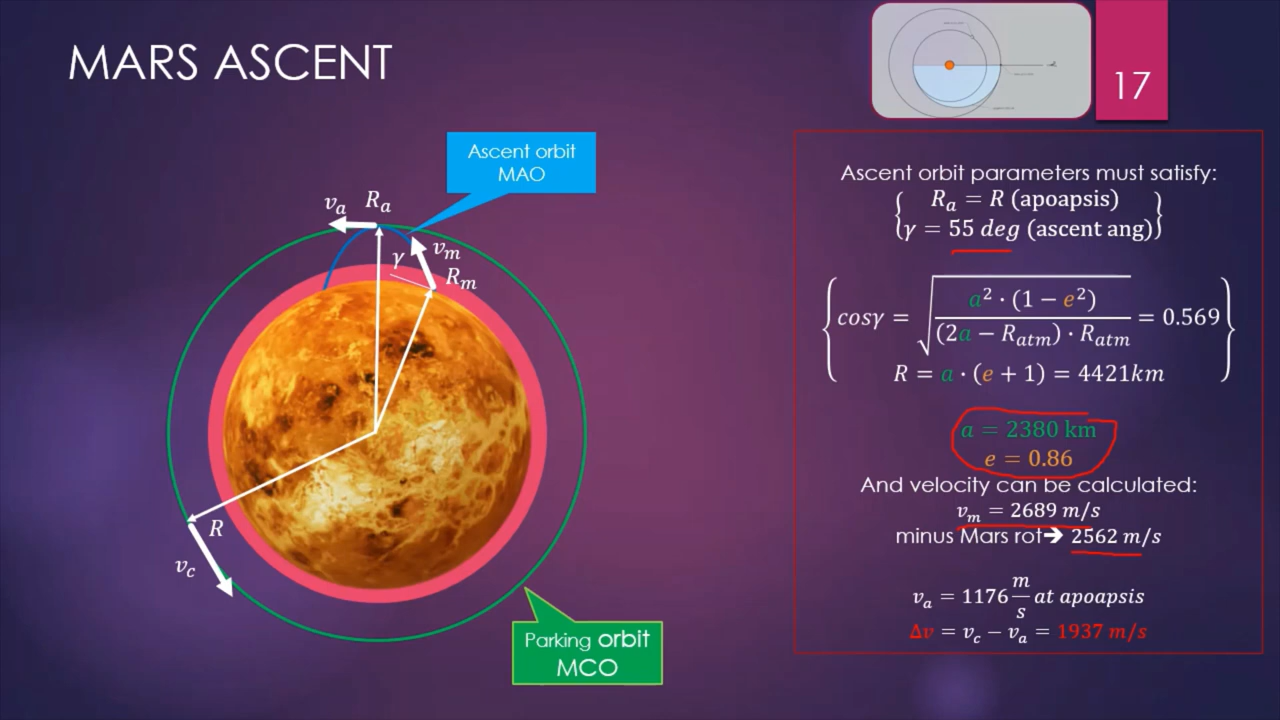 MARS ASCENT
17
Ascent orbit
MAO
v_a
R_a
v_m
γ
R_m
R
v_c
Parking orbit
MCO
Ascent orbit parameters must satisfy:
{R_a = R (apoapsis)
γ = 55 deg (ascent ang)}
{cosγ = √(a² · (1 − e²) / ((2a − R_atm) · R_atm)) = 0.569
R = a · (e + 1) = 4421km}
a = 2380 km
e = 0.86
And velocity can be calculated:
v_m = 2689 m/s
minus Mars rot➔ 2562 m/s
v_a = 1176 m/s at apoapsis
Δv = v_c − v_a = 1937 m/s